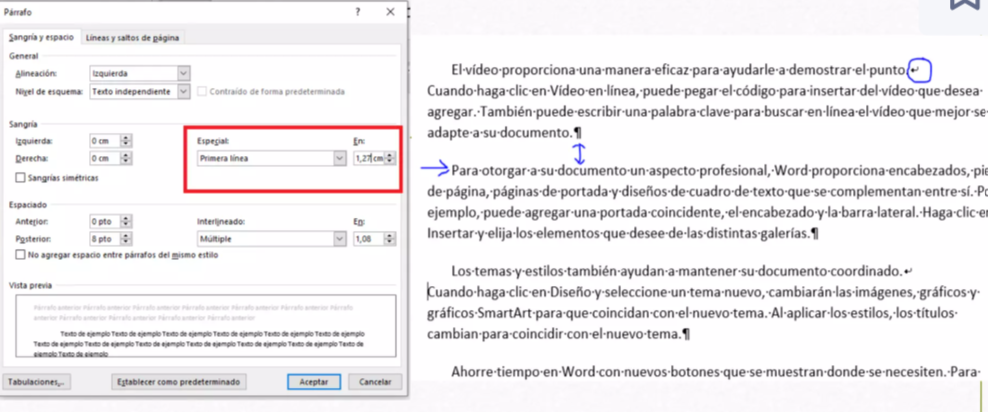 Párrafo ? ×
Sangría y espacio Líneas y saltos de página
General
Alineación: Izquierda
Nivel de esquema: Texto independiente Contraído de forma predeterminada
Sangría
Izquierda: 0 cm Especial: En:
Derecha: 0 cm Primera línea 1,27 cm
Sangrías simétricas
Espaciado
Anterior: 0 pto Interlineado: En:
Posterior: 8 pto Múltiple 1,08
No agregar espacio entre párrafos del mismo estilo
Vista previa
Párrafo anterior Párrafo anterior Párrafo anterior Párrafo anterior Párrafo anterior Párrafo anterior
anterior Párrafo anterior Párrafo anterior Párrafo anterior Párrafo anterior
Texto de ejemplo Texto de ejemplo Texto de ejemplo Texto de ejemplo Texto de ejemplo
Texto de ejemplo Texto de ejemplo Texto de ejemplo Texto de ejemplo Texto de ejemplo Texto de
ejemplo Texto de ejemplo
Tabulaciones... Establecer como predeterminado Aceptar Cancelar
El·vídeo·proporciona·una·manera·eficaz·para·ayudarle·a·demostrar·el·punto.↵
Cuando·haga·clic·en·Vídeo·en·línea,·puede·pegar·el·código·para·insertar·del·vídeo·que·desea·
agregar.·También·puede·escribir·una·palabra·clave·para·buscar·en·línea·el·vídeo·que·mejor·se·
adapte·a·su·documento.¶
Para·otorgar·a·su·documento·un·aspecto·profesional,·Word·proporciona·encabezados,·pie
de·página,·páginas·de·portada·y·diseños·de·cuadro·de·texto·que·se·complementan·entre·sí.·Po
ejemplo,·puede·agregar·una·portada·coincidente,·el·encabezado·y·la·barra·lateral.·Haga·clic·en
Insertar·y·elija·los·elementos·que·desee·de·las·distintas·galerías.¶
Los·temas·y·estilos·también·ayudan·a·mantener·su·documento·coordinado.·↵
Cuando·haga·clic·en·Diseño·y·seleccione·un·tema·nuevo,·cambiarán·las·imágenes,·gráficos·y·
gráficos·SmartArt·para·que·coincidan·con·el·nuevo·tema.·Al·aplicar·los·estilos,·los·títulos·
cambian·para·coincidir·con·el·nuevo·tema.¶
Ahorre·tiempo·en·Word·con·nuevos·botones·que·se·muestran·donde·se·necesiten.·Para·